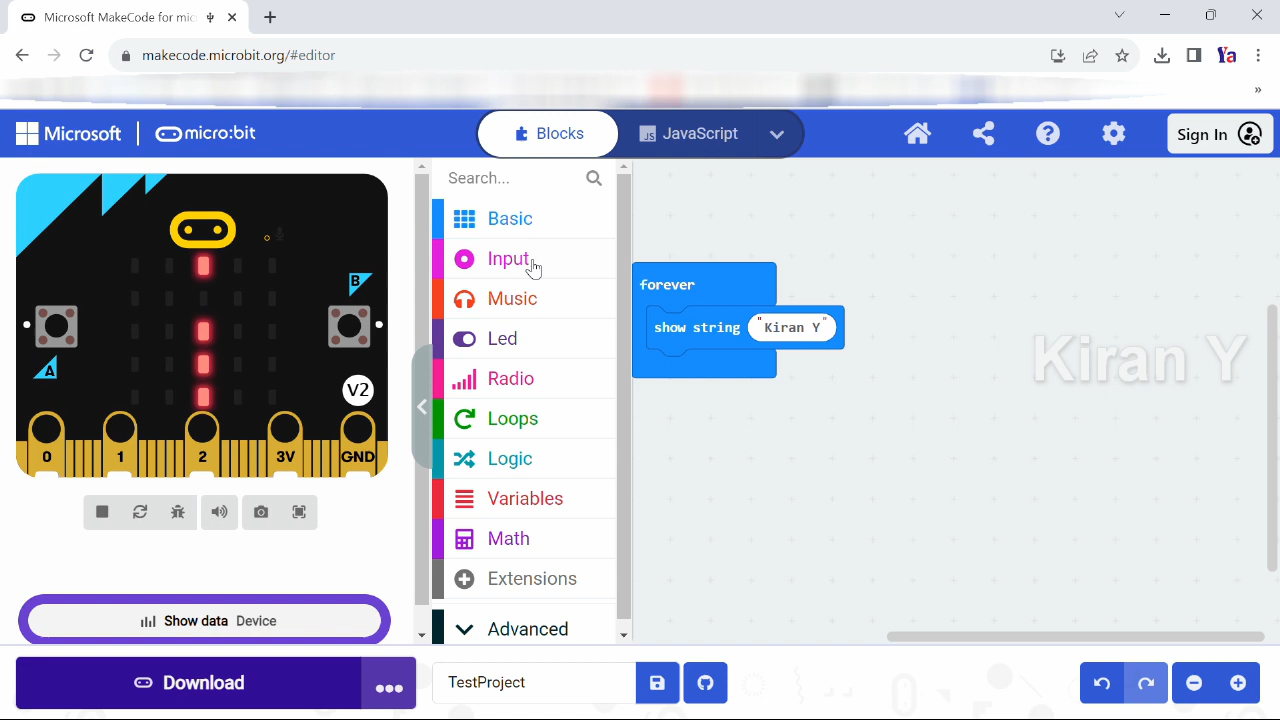 Microsoft MakeCode for mic
makecode.microbit.org/#editor
Ya
»
Microsoft micro:bit
Blocks
JS JavaScript
Sign In
Search...
Basic
Input
Music
Led
Radio
Loops
Logic
Variables
Math
Extensions
Advanced
B
A
V2
0 1 2 3V GND
Show data Device
forever
show string "Kiran Y"
Kiran Y
Download
TestProject